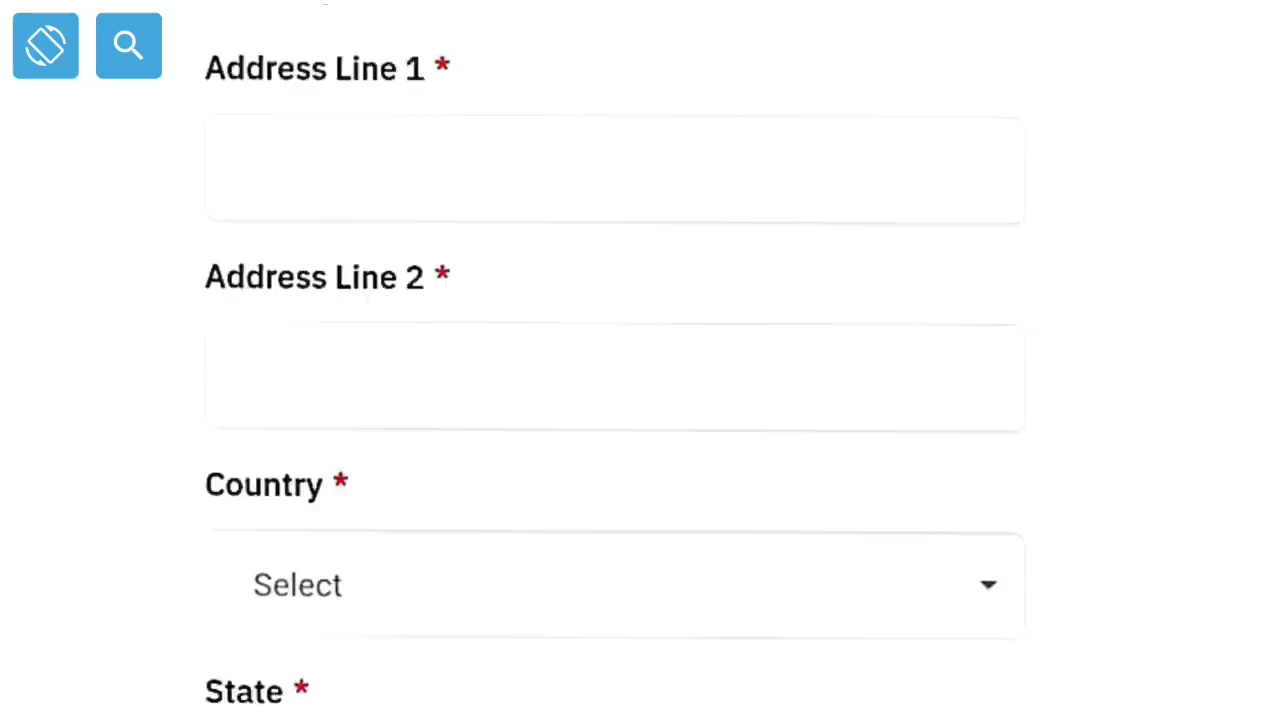 Address Line 1 *
Address Line 2 *
Country *
Select
State *